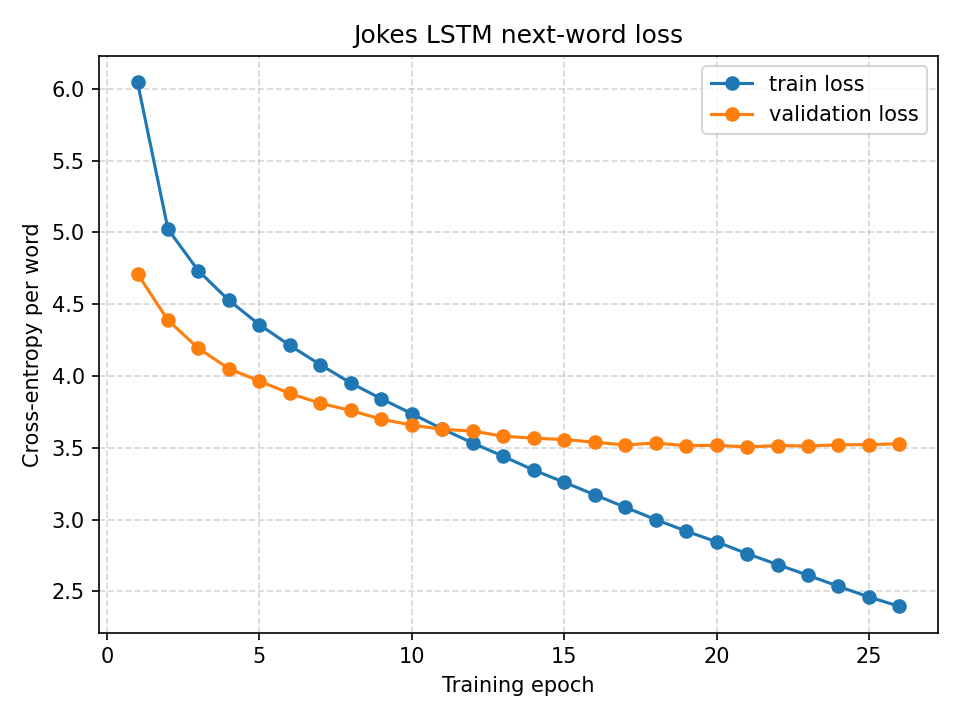 Jokes LSTM next-word loss
train loss
validation loss
Cross-entropy per word
6.0
5.5
5.0
4.5
4.0
3.5
3.0
2.5
0 5 10 15 20 25
Training epoch